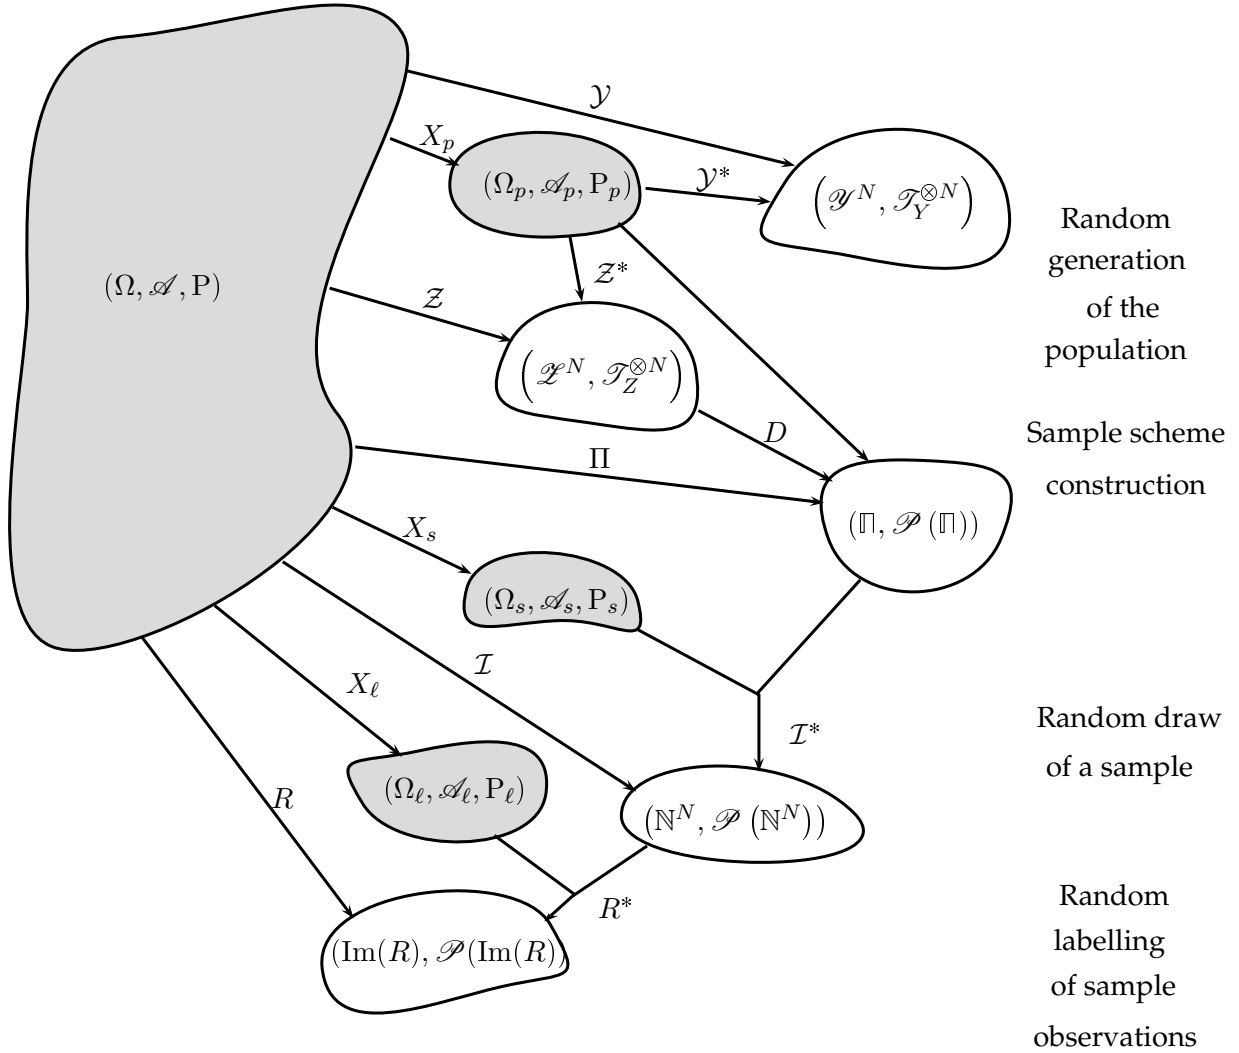 𝒴
X_p
(Ω_p, 𝒜_p, P_p)
𝒴*
(𝒴^N, 𝒯_Y^{⊗N})
Random
generation
of the
population
(Ω, 𝒜, P)
𝒵
𝒵*
(𝒵^N, 𝒯_Z^{⊗N})
D
Sample scheme
construction
Π
(ℿ, 𝒫 (ℿ))
X_s
(Ω_s, 𝒜_s, P_s)
ℐ
X_ℓ
ℐ*
Random draw
of a sample
(Ω_ℓ, 𝒜_ℓ, P_ℓ)
R
(ℕ^N, 𝒫 (ℕ^N))
R*
(Im(R), 𝒫(Im(R))
Random
labelling
of sample
observations